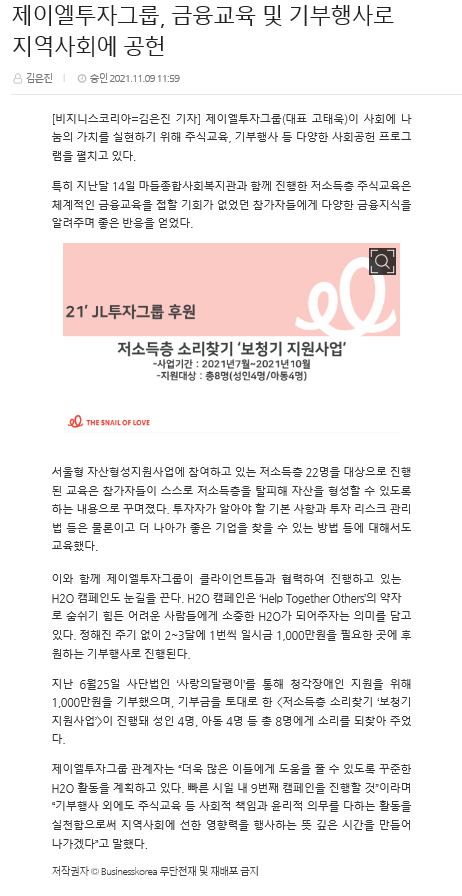 제이엘투자그룹, 금융교육 및 기부행사로
지역사회에 공헌
김은진 | 승인 2021.11.09 11:59
[비지니스코리아=김은진 기자] 제이엘투자그룹(대표 고태욱)이 사회에 나
눔의 가치를 실현하기 위해 주식교육, 기부행사 등 다양한 사회공헌 프로그
램을 펼치고 있다.
특히 지난달 14일 마들종합사회복지관과 함께 진행한 저소득층 주식교육은
체계적인 금융교육을 접할 기회가 없었던 참가자들에게 다양한 금융지식을
알려주며 좋은 반응을 얻었다.
21’ JL투자그룹 후원
저소득층 소리찾기 ‘보청기 지원사업’
-사업기간 : 2021년7월~2021년10월
-지원대상 : 총8명(성인4명/아동4명)
THE SNAIL OF LOVE
서울형 자산형성지원사업에 참여하고 있는 저소득층 22명을 대상으로 진행
된 교육은 참가자들이 스스로 저소득층을 탈피해 자산을 형성할 수 있도록
하는 내용으로 꾸며졌다. 투자자가 알아야 할 기본 사항과 투자 리스크 관리
법 등은 물론이고 더 나아가 좋은 기업을 찾을 수 있는 방법 등에 대해서도
교육했다.
이와 함께 제이엘투자그룹이 클라이언트들과 협력하여 진행하고 있는
H2O 캠페인도 눈길을 끈다. H2O 캠페인은 ‘Help Together Others’의 약자
로 숨쉬기 힘든 어려운 사람들에게 소중한 H2O가 되어주자는 의미를 담고
있다. 정해진 주기 없이 2~3달에 1번씩 일시금 1,000만원을 필요한 곳에 후
원하는 기부행사로 진행된다.
지난 6월25일 사단법인 ‘사랑의달팽이’를 통해 청각장애인 지원을 위해
1,000만원을 기부했으며, 기부금을 토대로 한 <저소득층 소리찾기 ‘보청기
지원사업’>이 진행돼 성인 4명, 아동 4명 등 총 8명에게 소리를 되찾아 주었
다.
제이엘투자그룹 관계자는 “더욱 많은 이들에게 도움을 줄 수 있도록 꾸준한
H2O 활동을 계획하고 있다. 빠른 시일 내 9번째 캠페인을 진행할 것”이라며
“기부행사 외에도 주식교육 등 사회적 책임과 윤리적 의무를 다하는 활동을
실천함으로써 지역사회에 선한 영향력을 행사하는 뜻 깊은 시간을 만들어
나가겠다”고 말했다.
저작권자 © Businesskorea 무단전재 및 재배포 금지